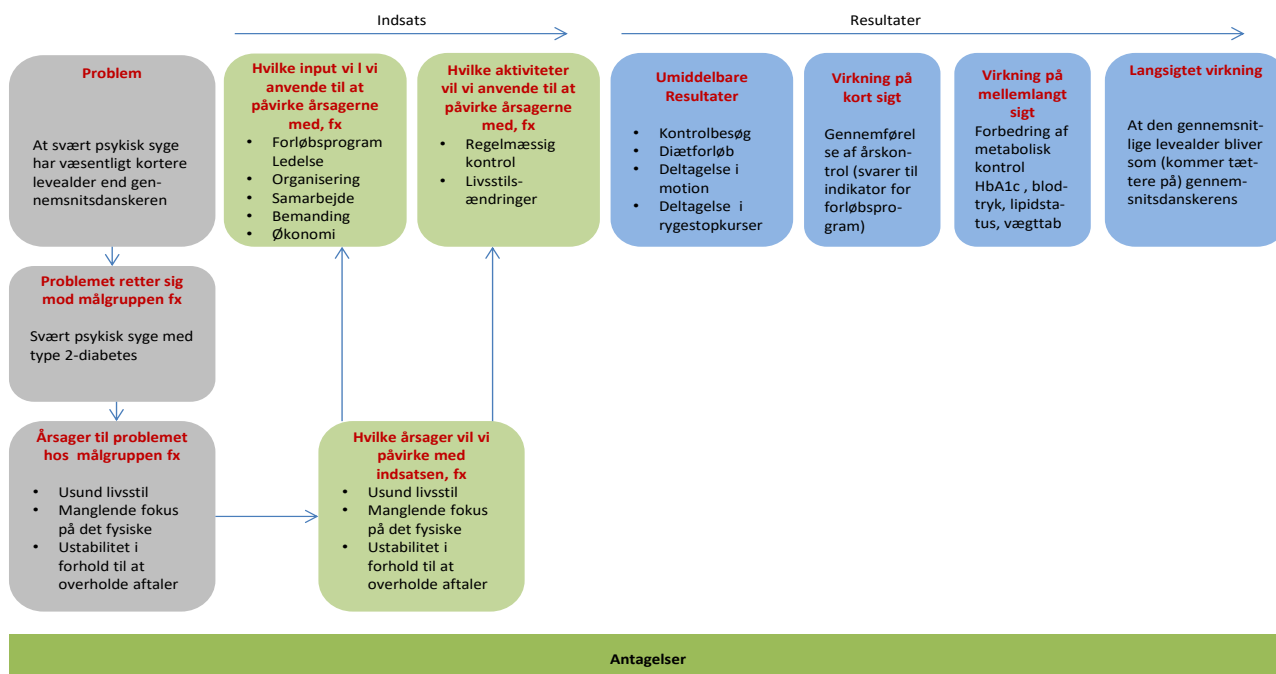 Indsats
Resultater
Problem
At svært psykisk syge
har væsentligt kortere
levealder end gen-
nemsnitsdanskeren
Hvilke input vi l vi
anvende til at
påvirke årsagerne
med, fx
• Forløbsprogram
Ledelse
• Organisering
• Samarbejde
• Bemanding
• Økonomi
Hvilke aktiviteter
vil vi anvende til at
påvirke årsagerne
med, fx
• Regelmæssig
kontrol
• Livsstils-
ændringer
Umiddelbare
Resultater
• Kontrolbesøg
• Diætforløb
• Deltagelse i
motion
• Deltagelse i
rygestopkurser
Virkning på
kort sigt
Gennemførel
se af årskon-
trol (svarer til
indikator for
forløbspro-
gram)
Virkning på
mellemlangt
sigt
Forbedring af
metabolisk
kontrol
HbA1c , blod-
tryk, lipidsta-
tus, vægttab
Langsigtet virkning
At den gennemsnit-
lige levealder bliver
som (kommer tæt-
tere på) gennem-
snitsdanskerens
Problemet retter sig
mod målgruppen fx
Svært psykisk syge med
type 2-diabetes
Årsager til problemet
hos målgruppen fx
• Usund livsstil
• Manglende fokus
på det fysiske
• Ustabilitet i
forhold til at
overholde aftaler
Hvilke årsager vil vi
påvirke med
indsatsen, fx
• Usund livsstil
• Manglende fokus
på det fysiske
• Ustabilitet i
forhold til at
overholde aftaler
Antagelser